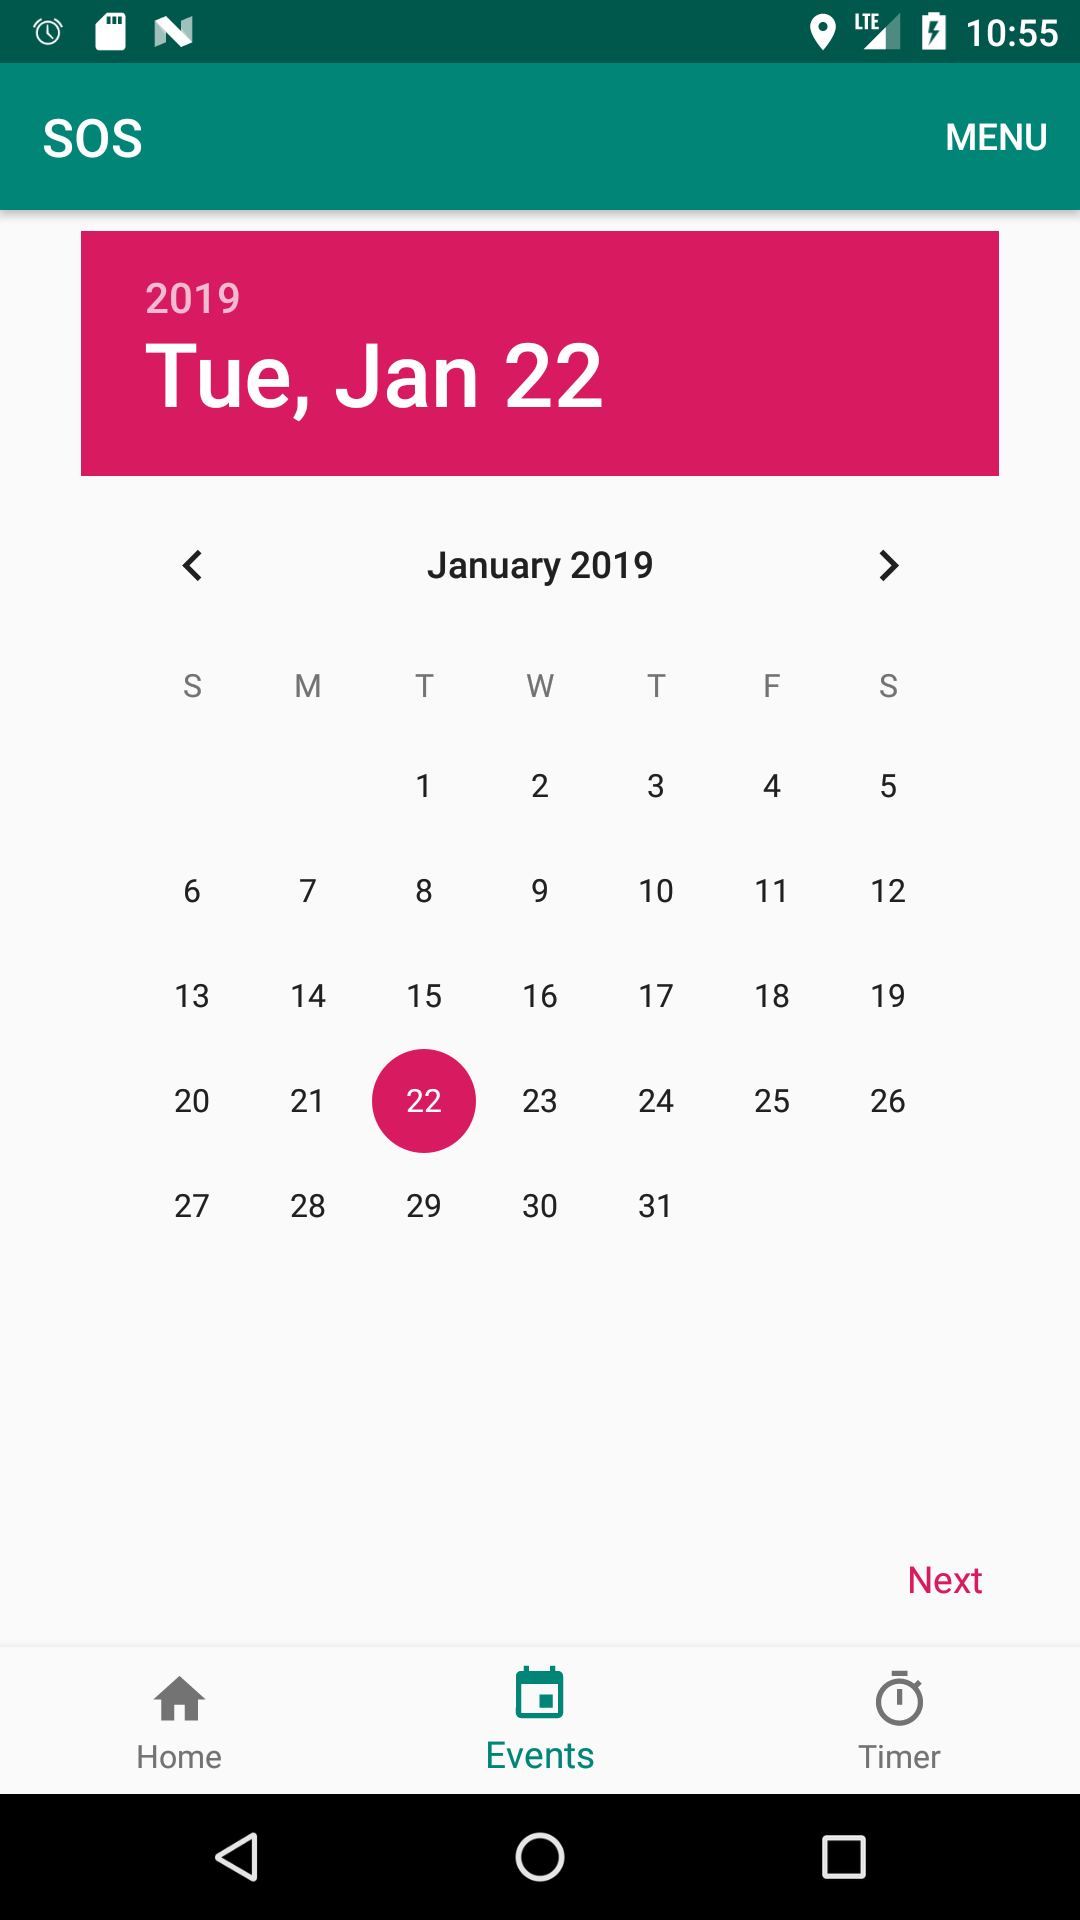 LTE 10:55
SOS MENU
2019
Tue, Jan 22
January 2019
S M T W T F S
1 2 3 4 5
6 7 8 9 10 11 12
13 14 15 16 17 18 19
20 21 22 23 24 25 26
27 28 29 30 31
Next
Home Events Timer